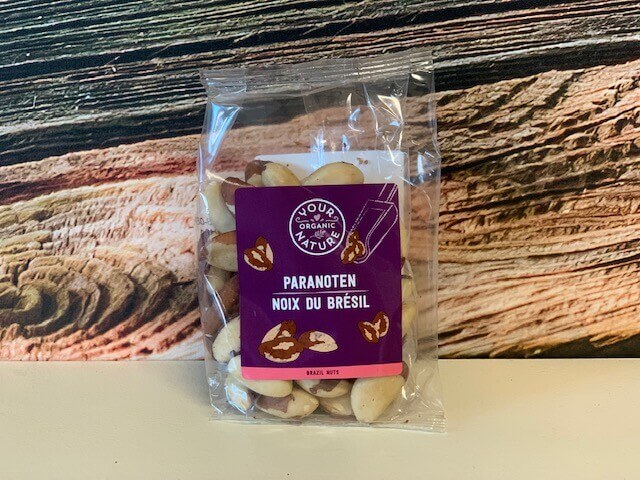 YOUR
ORGANIC
NATURE
PARANOTEN
NOIX DU BRÉSIL
BRAZIL NUTS